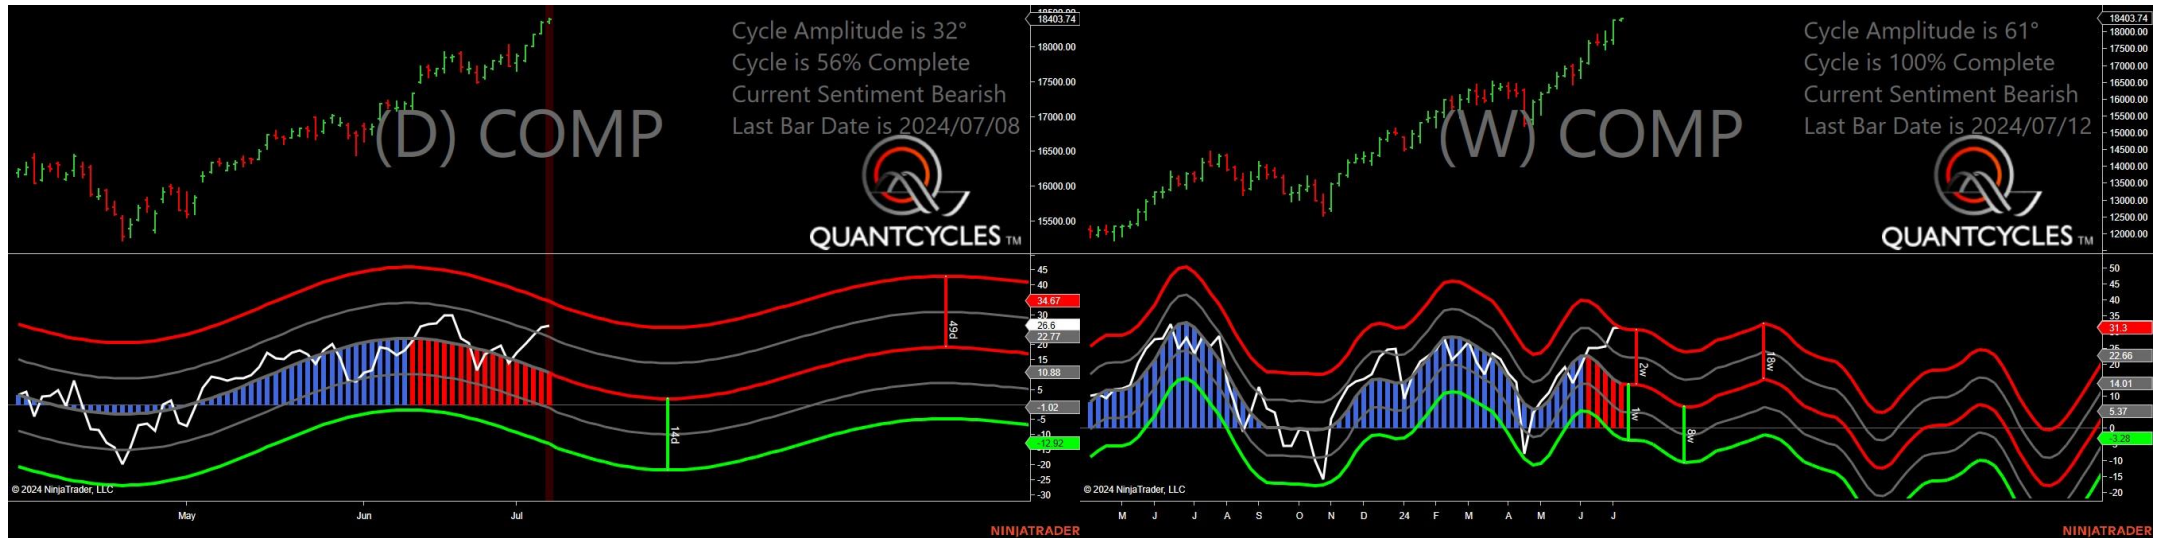 18500.00
18403.74
18000.00
17500.00
17000.00
16500.00
16000.00
15500.00
Cycle Amplitude is 32°
Cycle is 56% Complete
Current Sentiment Bearish
Last Bar Date is 2024/07/08
(D) COMP
QUANTCYCLES TM
45
40
34.67
30
26.6
22.77
20
15
10.88
5
-1.02
-5
-10
-12.92
-15
-20
-25
-30
49d
14d
© 2024 NinjaTrader, LLC
May Jun Jul
NINJATRADER
18403.74
18000.00
17500.00
17000.00
16500.00
16000.00
15500.00
15000.00
14500.00
14000.00
13500.00
13000.00
12500.00
12000.00
Cycle Amplitude is 61°
Cycle is 100% Complete
Current Sentiment Bearish
Last Bar Date is 2024/07/12
(W) COMP
QUANTCYCLES TM
50
45
40
35
31.3
25
22.66
20
14.01
10
5.37
0
-3.28
-10
-15
-20
2w
1w
8w
18w
© 2024 NinjaTrader, LLC
M J J A S O N D 24 F M A M J J
NINJATRADER